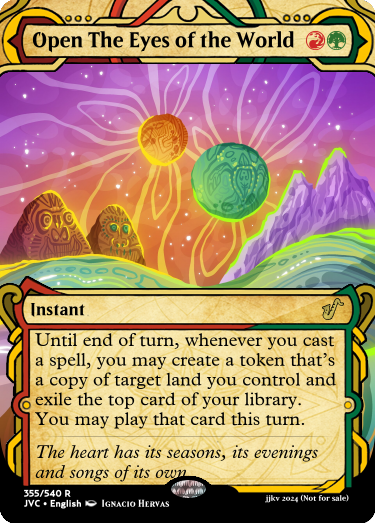 Open The Eyes of the World
Instant
Until end of turn, whenever you cast
a spell, you may create a token that's
a copy of target land you control and
exile the top card of your library.
You may play that card this turn.
The heart has its seasons, its evenings
and songs of its own
355/540 R
JVC • English Ignacio Hervas
jjkv 2024 (Not for sale)